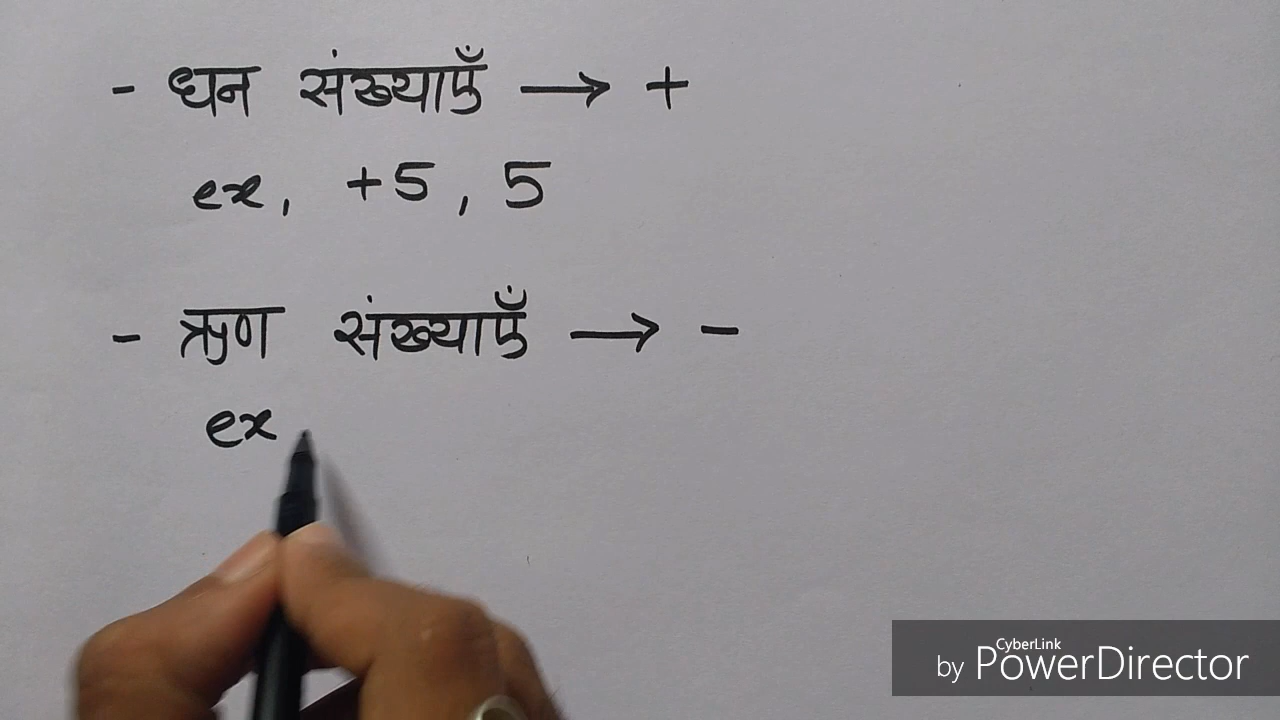 - धन संख्याएँ → +
ex, +5, 5
- ऋण संख्याएँ → -
ex
CyberLink
by PowerDirector